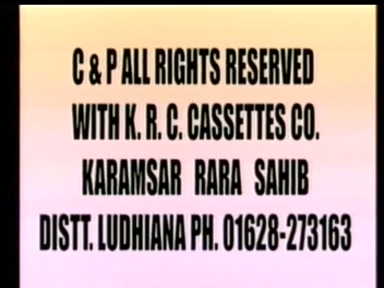 C & P ALL RIGHTS RESERVED
WITH K. R. C. CASSETTES CO.
KARAMSAR RARA SAHIB
DISTT. LUDHIANA PH. 01628-273163